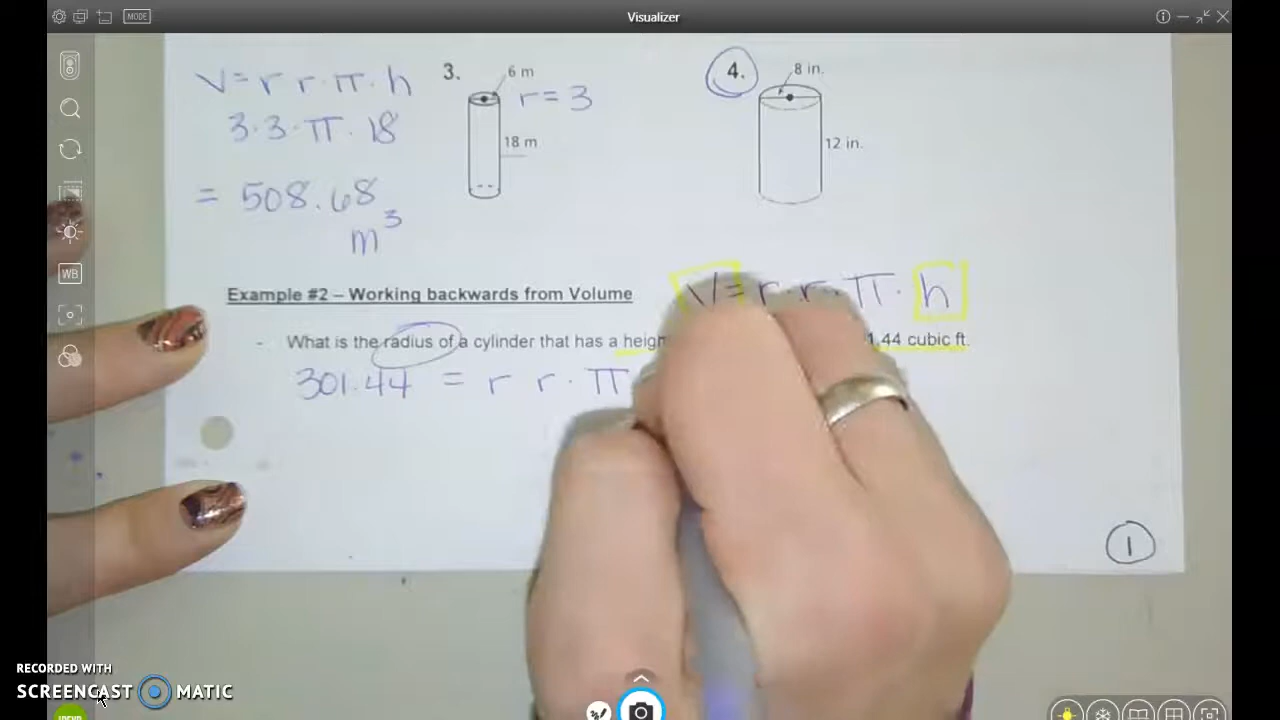 MODE
Visualizer
WB
V= r r·π·h
3·3·π·18
= 508.68
m³
3.
6 m
r=3
18 m
4.
8 in.
12 in.
Example #2 – Working backwards from Volume
V= r·r·π·h
- What is the radius of a cylinder that has a 1.44 cubic ft.
301.44 = r r·π
1
RECORDED WITH
SCREENCAST MATIC